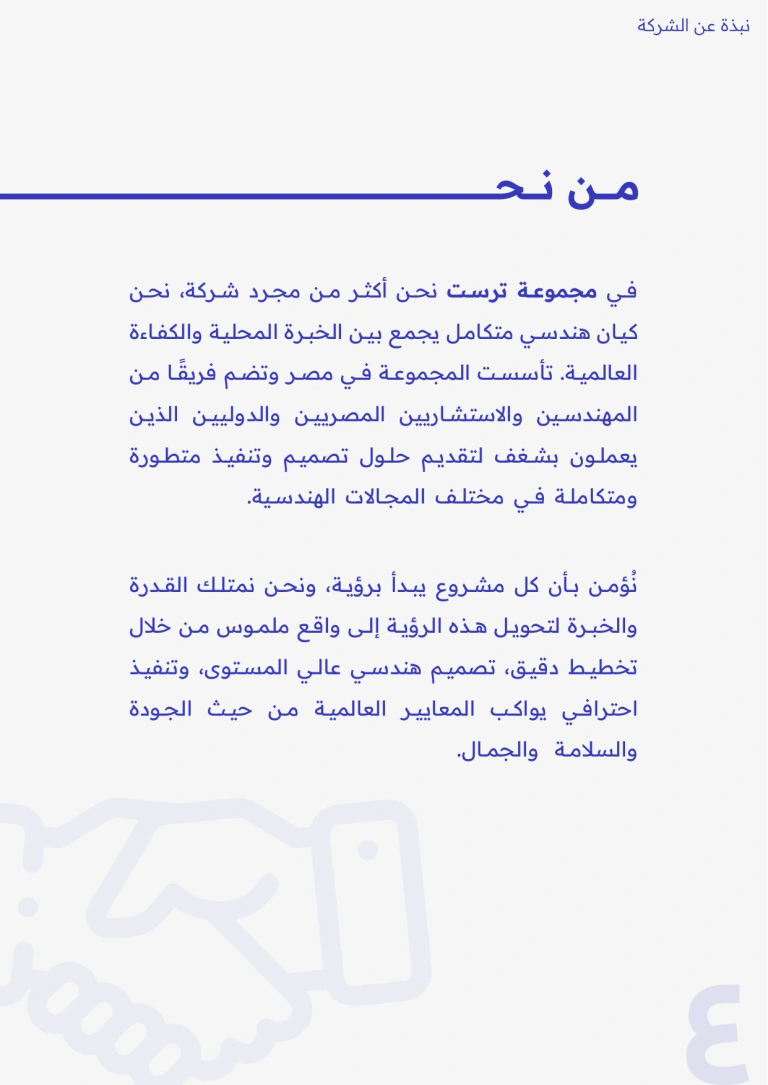 نبذة عن الشركة
من نحـ
في مجموعة ترست نحن أكثر من مجرد شركة، نحن
كيان هندسي متكامل يجمع بين الخبرة المحلية والكفاءة
العالمية. تأسست المجموعة في مصر وتضم فريقًا من
المهندسين والاستشاريين المصريين والدوليين الذين
يعملون بشغف لتقديم حلول تصميم وتنفيذ متطورة
ومتكاملة في مختلف المجالات الهندسية.
نُؤمن بأن كل مشروع يبدأ برؤية، ونحن نمتلك القدرة
والخبرة لتحويل هذه الرؤية إلى واقع ملموس من خلال
تخطيط دقيق، تصميم هندسي عالي المستوى، وتنفيذ
احترافي يواكب المعايير العالمية من حيث الجودة
والسلامة والجمال.
٤